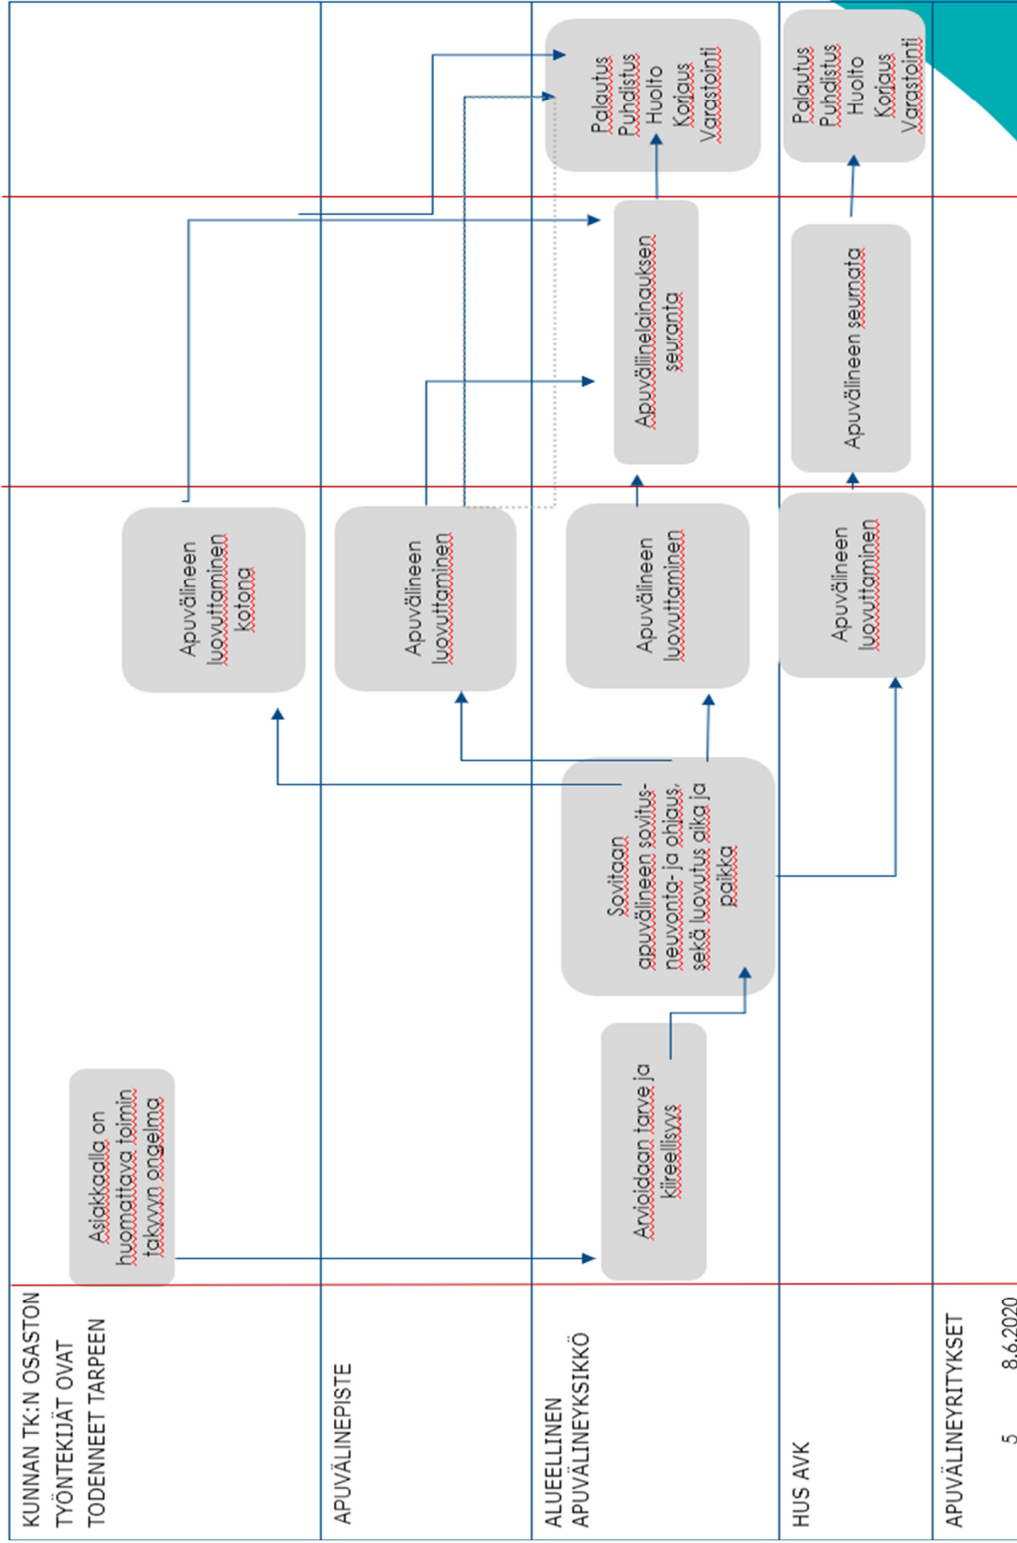 KUNNAN TK:N OSASTON
TYÖNTEKIJÄT OVAT
TODENNEET TARPEEN
Asiakkaalla on
huomattava toimin
takyvyn ongelma
Apuvälineen
luovuttaminen
kotona
APUVÄLINEPISTE
Apuvälineen
luovuttaminen
ALUEELLINEN
APUVÄLINEYKSIKKÖ
Arvioidaan tarve ja
kiireellisyys
Sovitaan
apuvälineen sovitus-
neuvonta- ja ohjaus,
sekä luovutus aika ja
paikka
Apuvälineen
luovuttaminen
Apuväliinelainauksen
seuranta
Palautus
Puhdistus
Huolto
Korjaus
Varastointi
HUS AVK
Apuvälineen
luovuttaminen
Apuvälineen seurnata
Palautus
Puhdistus
Huolto
Korjaus
Varastointi
APUVÄLINEYRITYKSET
5 8.6.2020